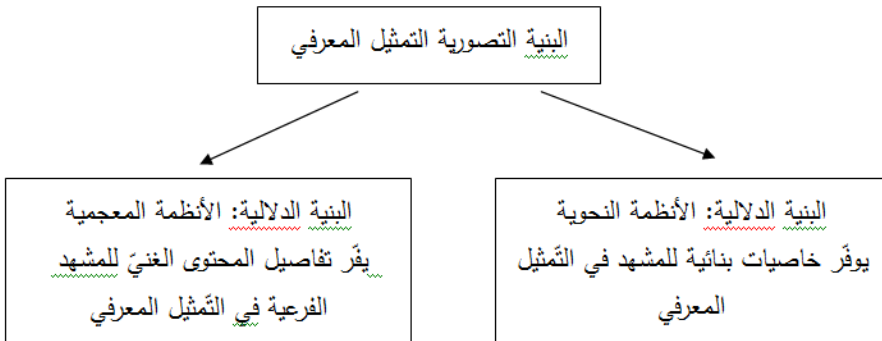 البنية التصورية التمثيل المعرفي
البنية الدلالية: الأنظمة النحوية
يوفّر خاصيات بنائية للمشهد في التّمثيل
المعرفي
البنية الدلالية: الأنظمة المعجمية
يفّر تفاصيل المحتوى الغنيّ للمشهد
الفرعية في التّمثيل المعرفي